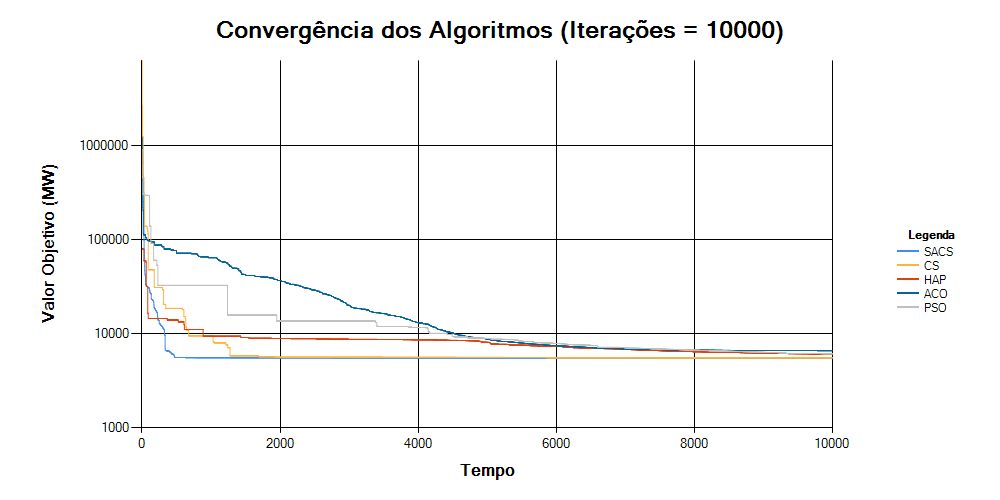 Convergência dos Algoritmos (Iterações = 10000)
Valor Objetivo (MW)
1000000
100000
10000
1000
0
2000
4000
6000
8000
10000
Tempo
Legenda
SACS
CS
HAP
ACO
PSO